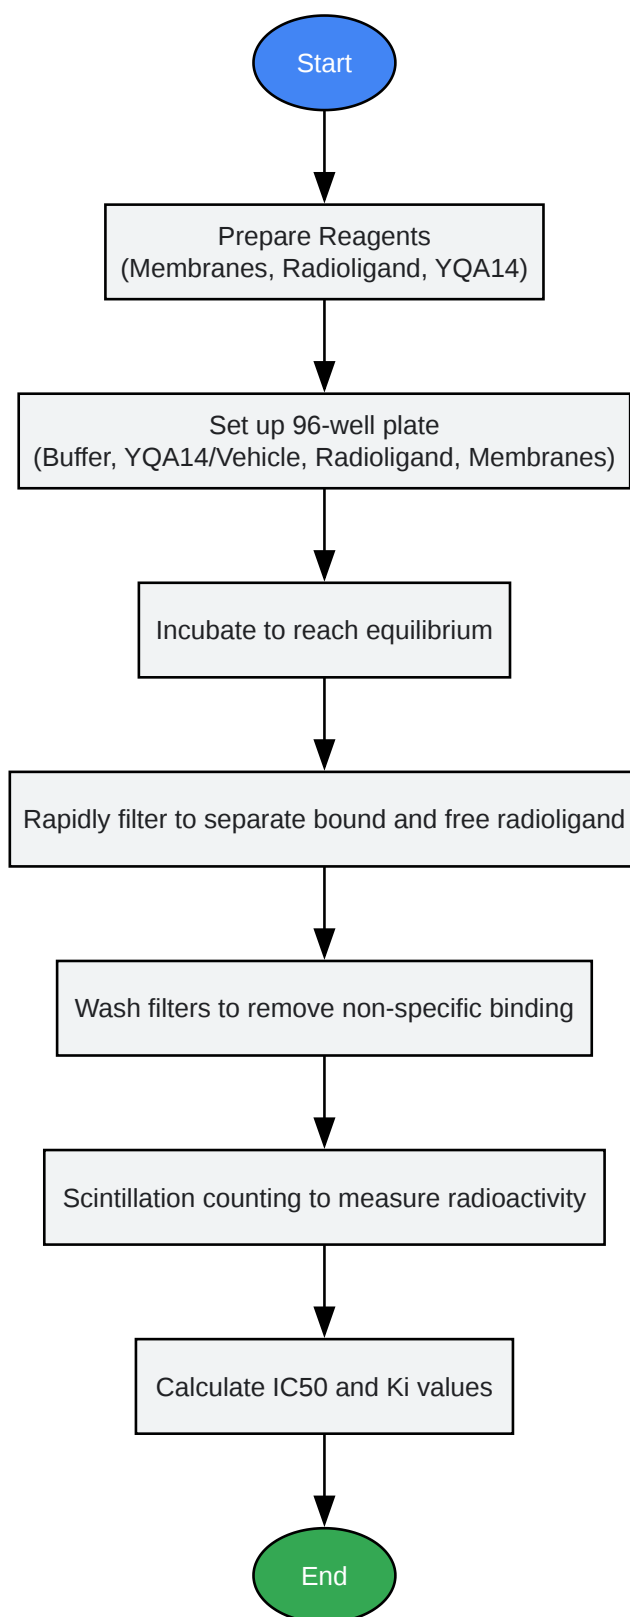 Start
Prepare Reagents
(Membranes, Radioligand, YQA14)
Set up 96-well plate
(Buffer, YQA14/Vehicle, Radioligand, Membranes)
Incubate to reach equilibrium
Rapidly filter to separate bound and free radioligand
Wash filters to remove non-specific binding
Scintillation counting to measure radioactivity
Calculate IC50 and Ki values
End